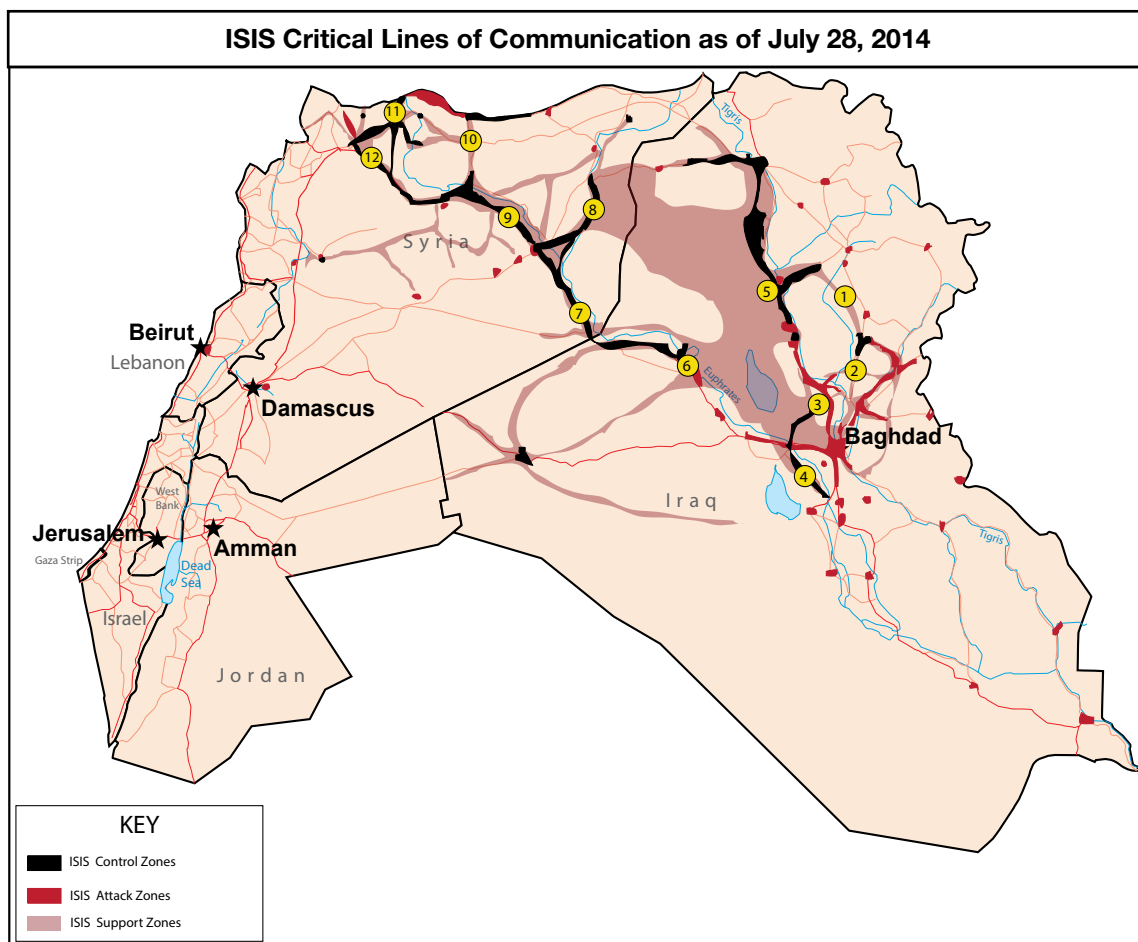 ISIS Critical Lines of Communication as of July 28, 2014
Tigris
11
10
12
8
9
Syria
5
1
7
Beirut
Lebanon
6
2
Euphrates
3
Damascus
Baghdad
4
West
Bank
Iraq
Jerusalem
Amman
Tigris
Gaza Strip
Dead
Sea
Israel
Jordan
KEY
ISIS Control Zones
ISIS Attack Zones
ISIS Support Zones